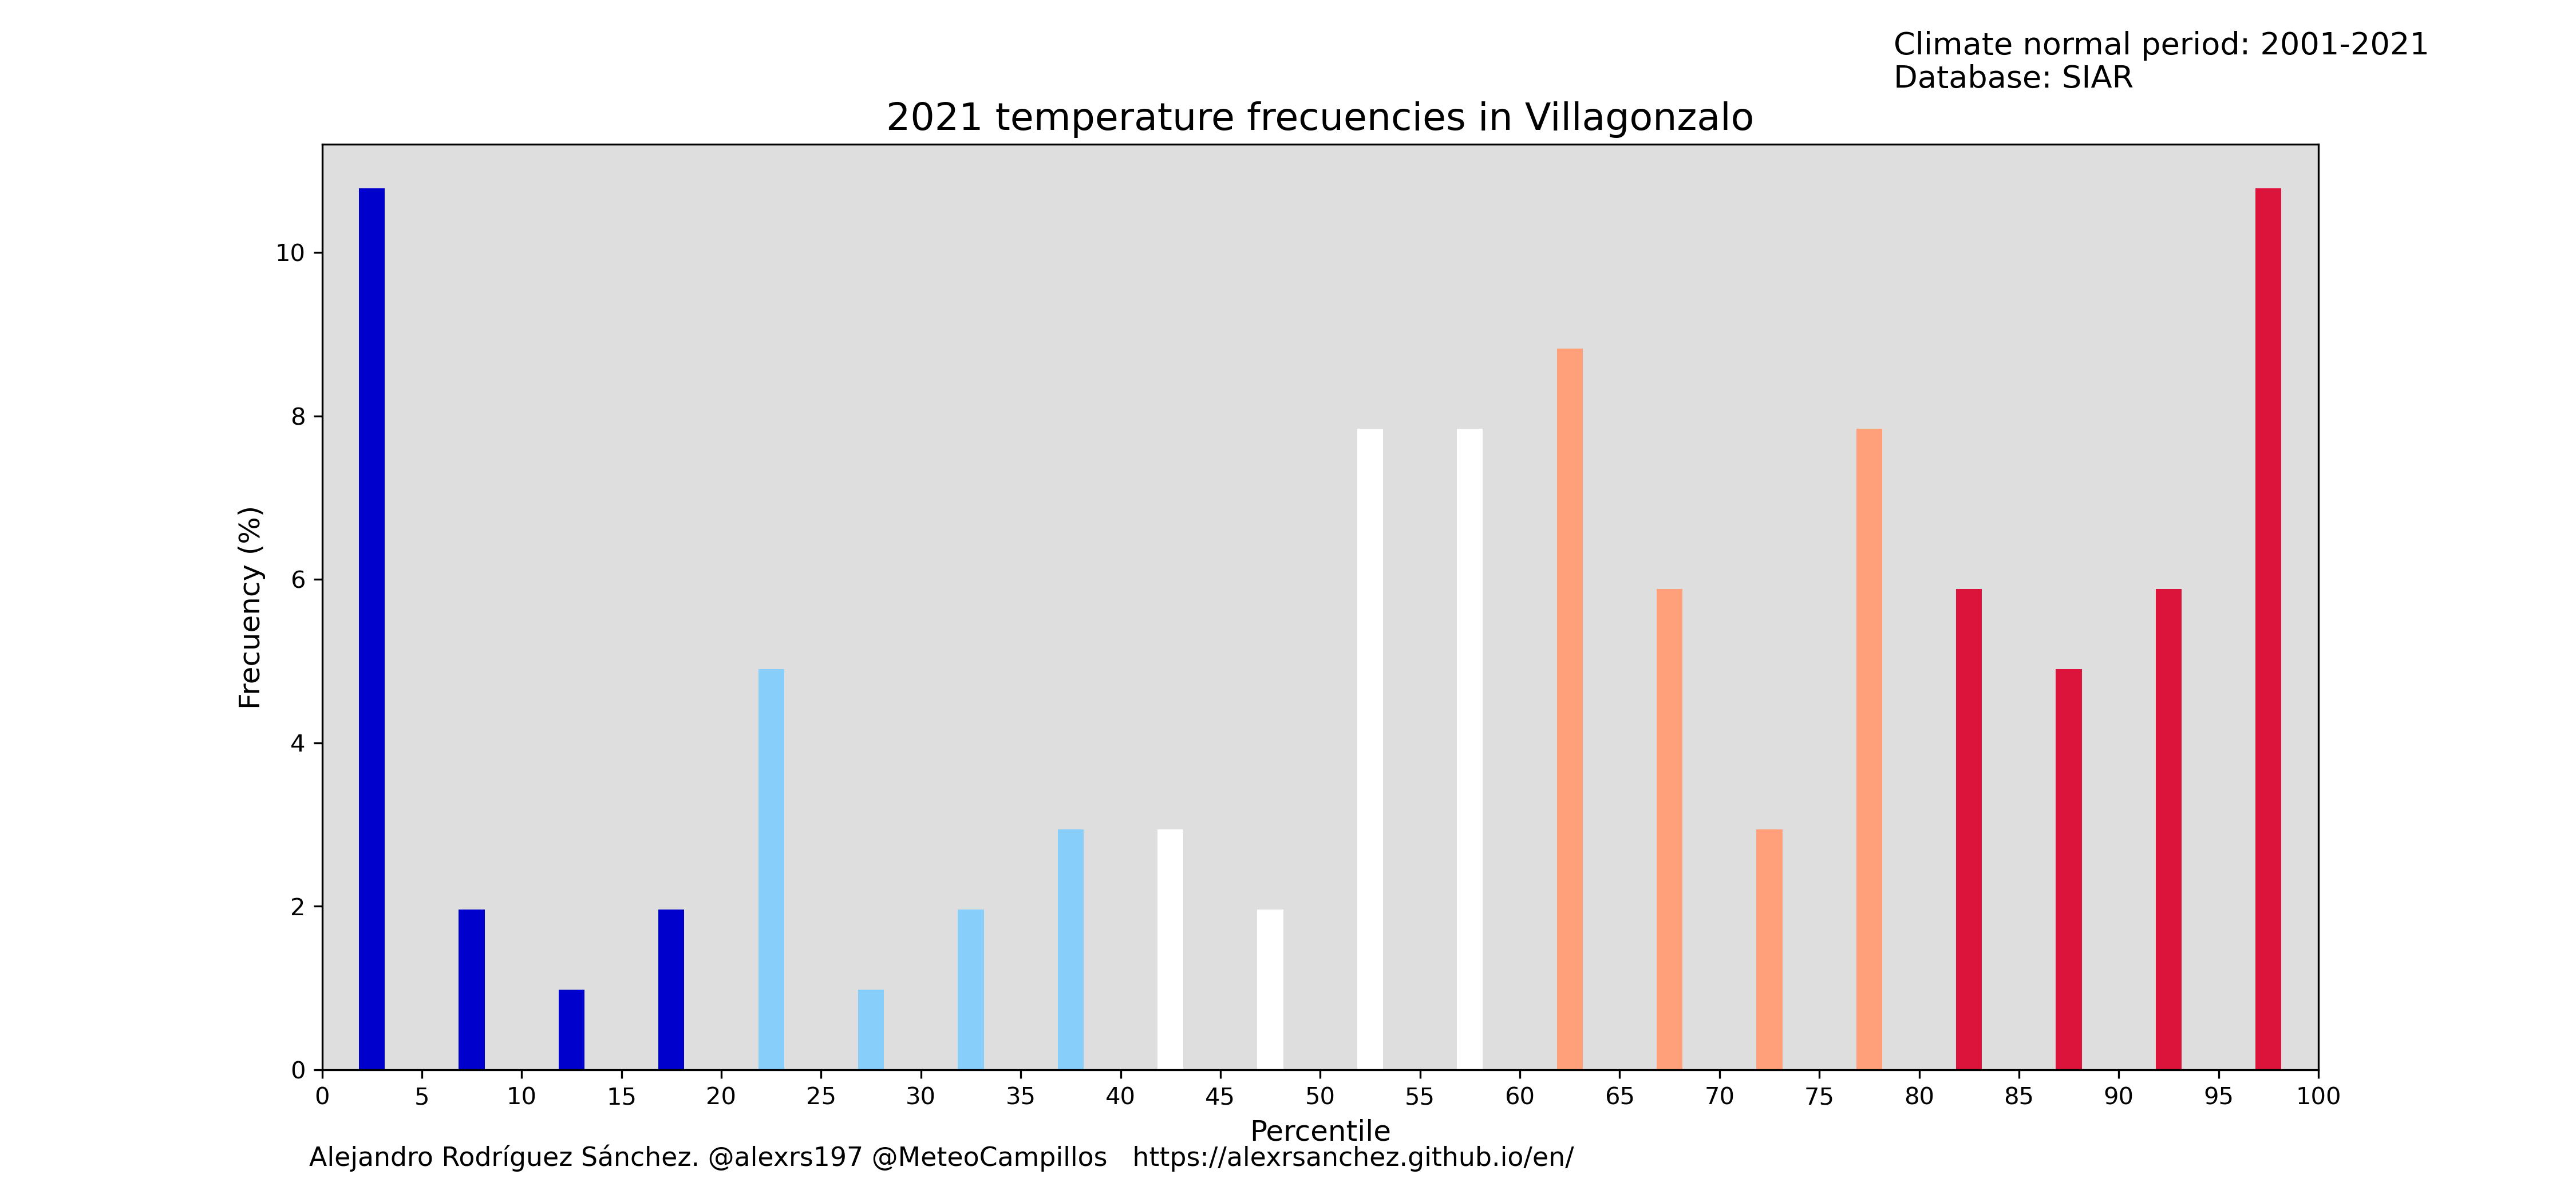 Climate normal period: 2001-2021
Database: SIAR
2021 temperature frecuencies in Villagonzalo
10
8
6
4
2
0
Frecuency (%)
0 5 10 15 20 25 30 35 40 45 50 55 60 65 70 75 80 85 90 95 100
Percentile
Alejandro Rodríguez Sánchez. @alexrs197 @MeteoCampillos https://alexrsanchez.github.io/en/